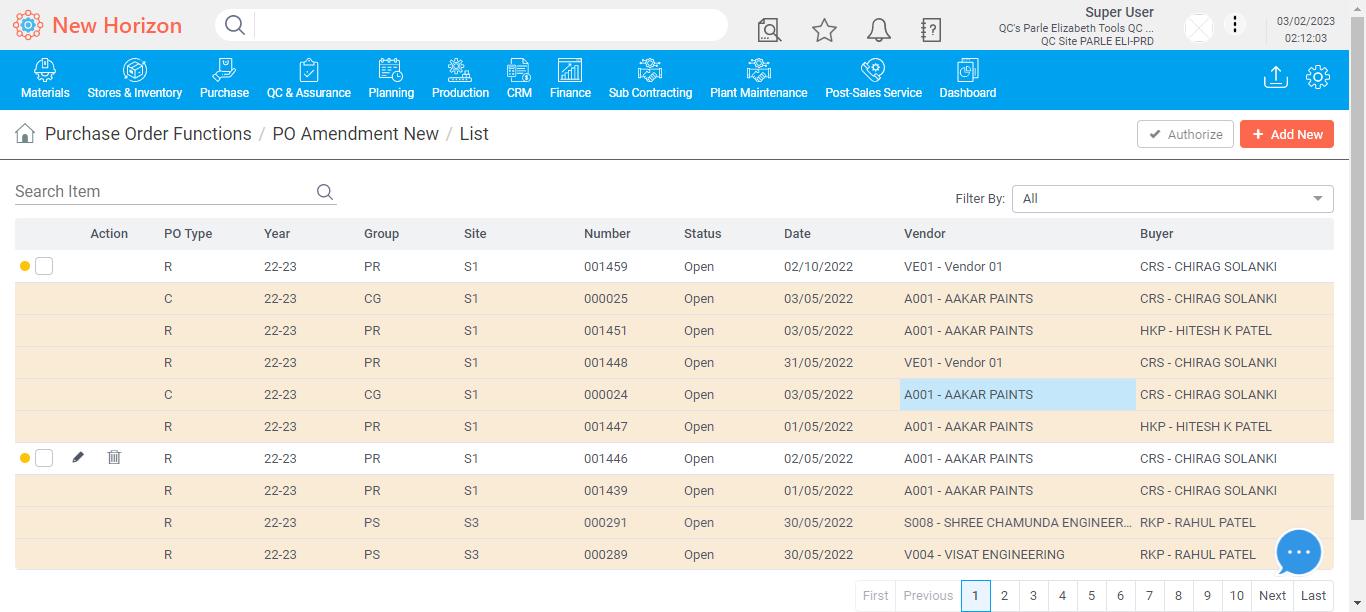 New Horizon
Super User
QC's Parle Elizabeth Tools QC ...
QC Site PARLE ELI-PRD
03/02/2023
02:12:03
Materials Stores & Inventory Purchase QC & Assurance Planning Production CRM Finance Sub Contracting Plant Maintenance Post-Sales Service Dashboard
Purchase Order Functions / PO Amendment New / List
Authorize + Add New
Search Item
Filter By: All
Action PO Type Year Group Site Number Status Date Vendor Buyer
R 22-23 PR S1 001459 Open 02/10/2022 VE01 - Vendor 01 CRS - CHIRAG SOLANKI
C 22-23 CG S1 000025 Open 03/05/2022 A001 - AAKAR PAINTS CRS - CHIRAG SOLANKI
R 22-23 PR S1 001451 Open 03/05/2022 A001 - AAKAR PAINTS HKP - HITESH K PATEL
R 22-23 PR S1 001448 Open 31/05/2022 VE01 - Vendor 01 CRS - CHIRAG SOLANKI
C 22-23 CG S1 000024 Open 03/05/2022 A001 - AAKAR PAINTS CRS - CHIRAG SOLANKI
R 22-23 PR S1 001447 Open 01/05/2022 A001 - AAKAR PAINTS HKP - HITESH K PATEL
R 22-23 PR S1 001446 Open 02/05/2022 A001 - AAKAR PAINTS CRS - CHIRAG SOLANKI
R 22-23 PR S1 001439 Open 01/05/2022 A001 - AAKAR PAINTS CRS - CHIRAG SOLANKI
R 22-23 PS S3 000291 Open 30/05/2022 S008 - SHREE CHAMUNDA ENGINEER... RKP - RAHUL PATEL
R 22-23 PS S3 000289 Open 30/05/2022 V004 - VISAT ENGINEERING RKP - RAHUL PATEL
First Previous 1 2 3 4 5 6 7 8 9 10 Next Last